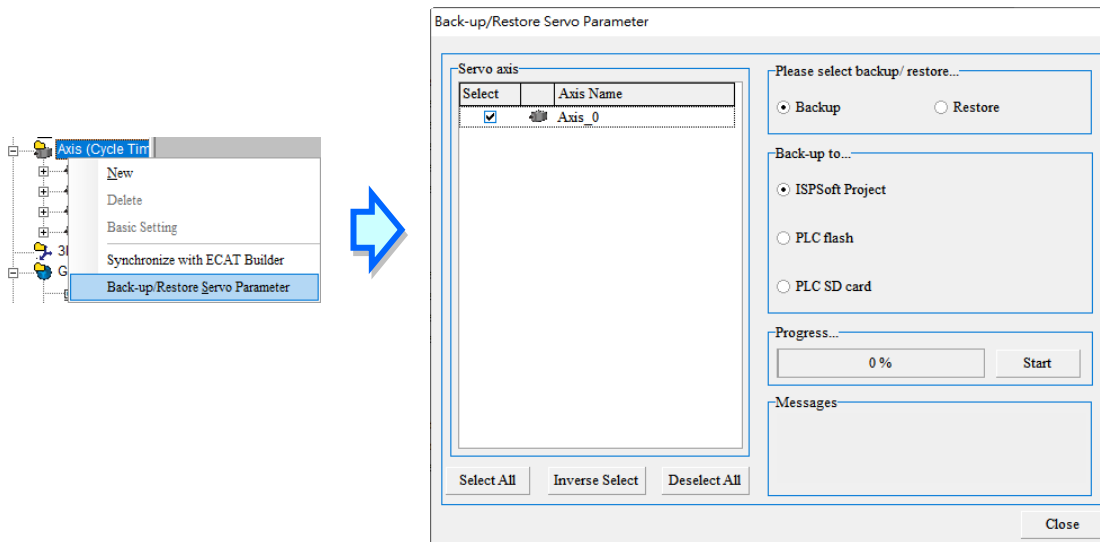 Axis (Cycle Tim
New
Delete
Basic Setting
3
Synchronize with ECAT Builder
G
Back-up/Restore Servo Parameter
Back-up/Restore Servo Parameter
Servo axis
Select Axis Name
Axis_0
Select All Inverse Select Deselect All
Please select backup/ restore...
Backup Restore
Back-up to...
ISPSoft Project
PLC flash
PLC SD card
Progress...
0 % Start
Messages
Close